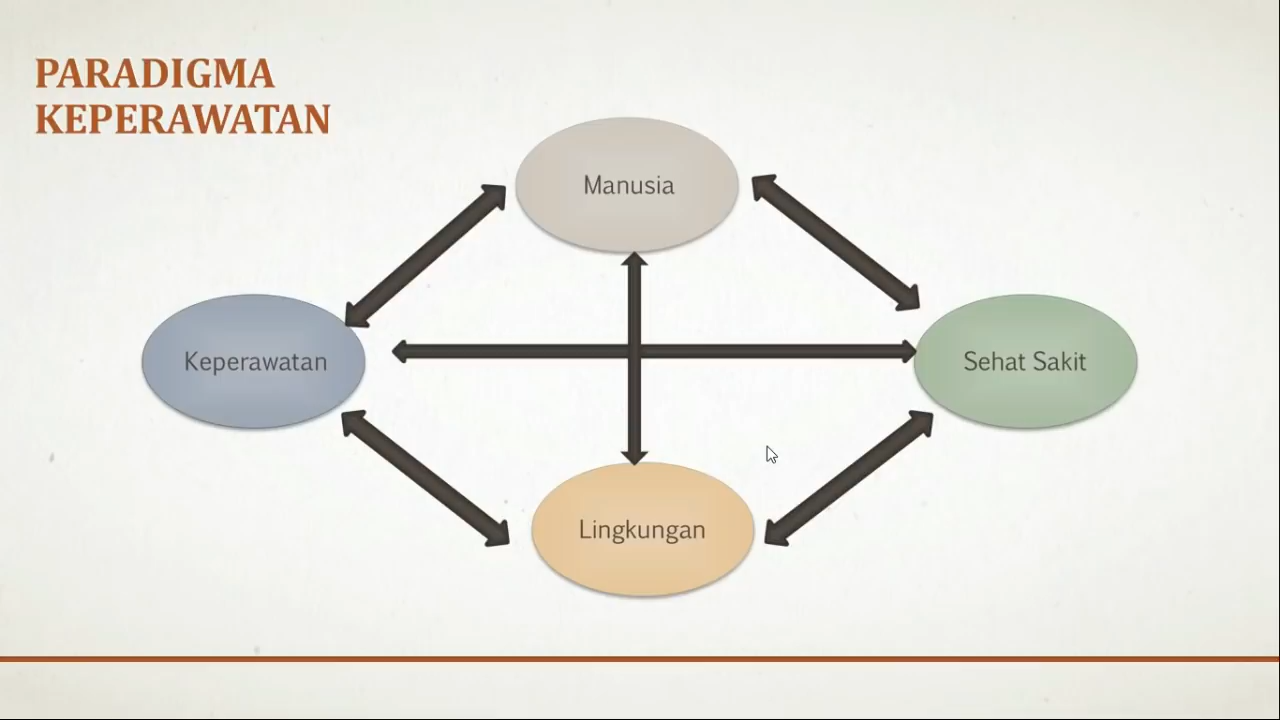 PARADIGMA
KEPERAWATAN
Manusia
Keperawatan
Sehat Sakit
Lingkungan